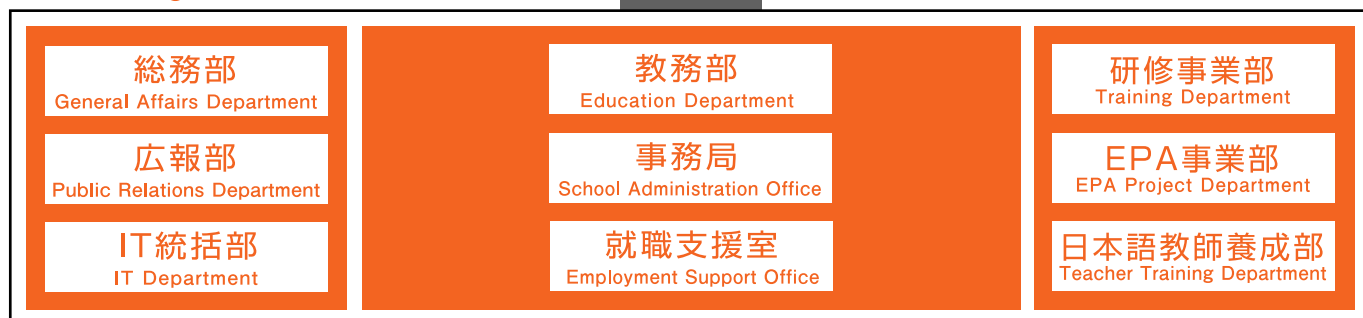 総務部
General Affairs Department
広報部
Public Relations Department
IT統括部
IT Department
教務部
Education Department
事務局
School Administration Office
就職支援室
Employment Support Office
研修事業部
Training Department
EPA事業部
EPA Project Department
日本語教師養成部
Teacher Training Department